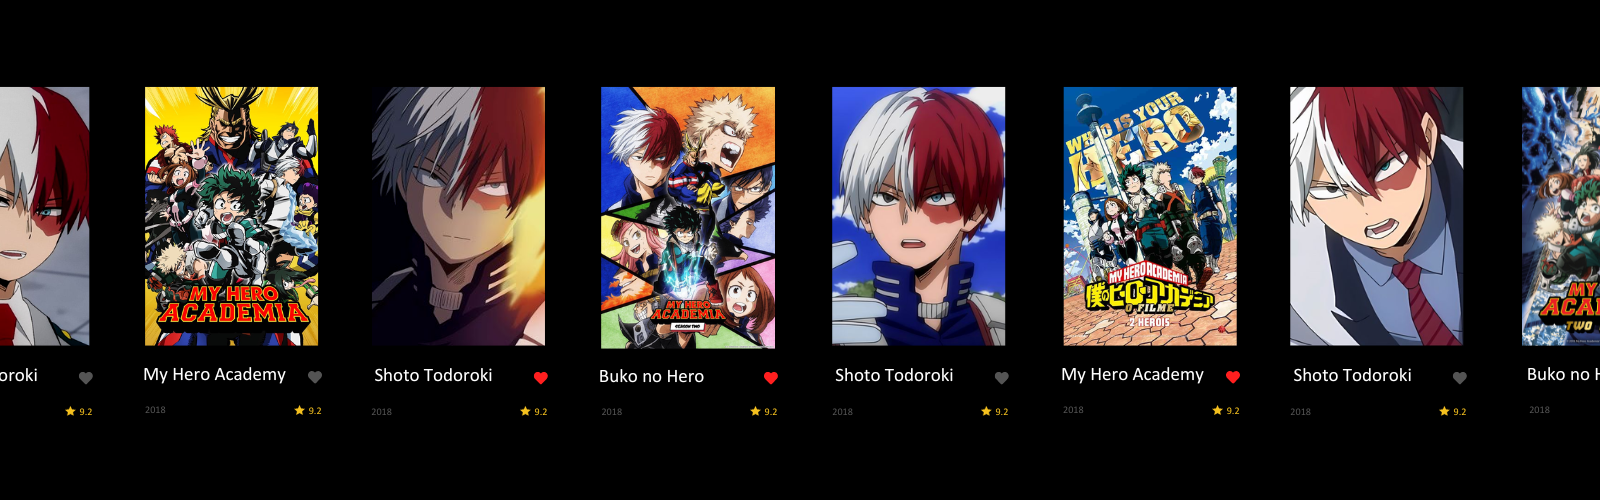 MY HERO
ACADEMIA
MY HERO
ACADEMIA
SEASON TWO
WHO IS YOUR
HERO
MY HERO ACADEMIA
僕のヒーローアカデミア
O FILME
2 HERÓIS
MY
ACA
TWO
oroki
My Hero Academy
Shoto Todoroki
Buko no Hero
Shoto Todoroki
My Hero Academy
Shoto Todoroki
Buko no H
9.2
2018
9.2
2018
9.2
2018
9.2
2018
9.2
2018
9.2
2018
9.2
2018